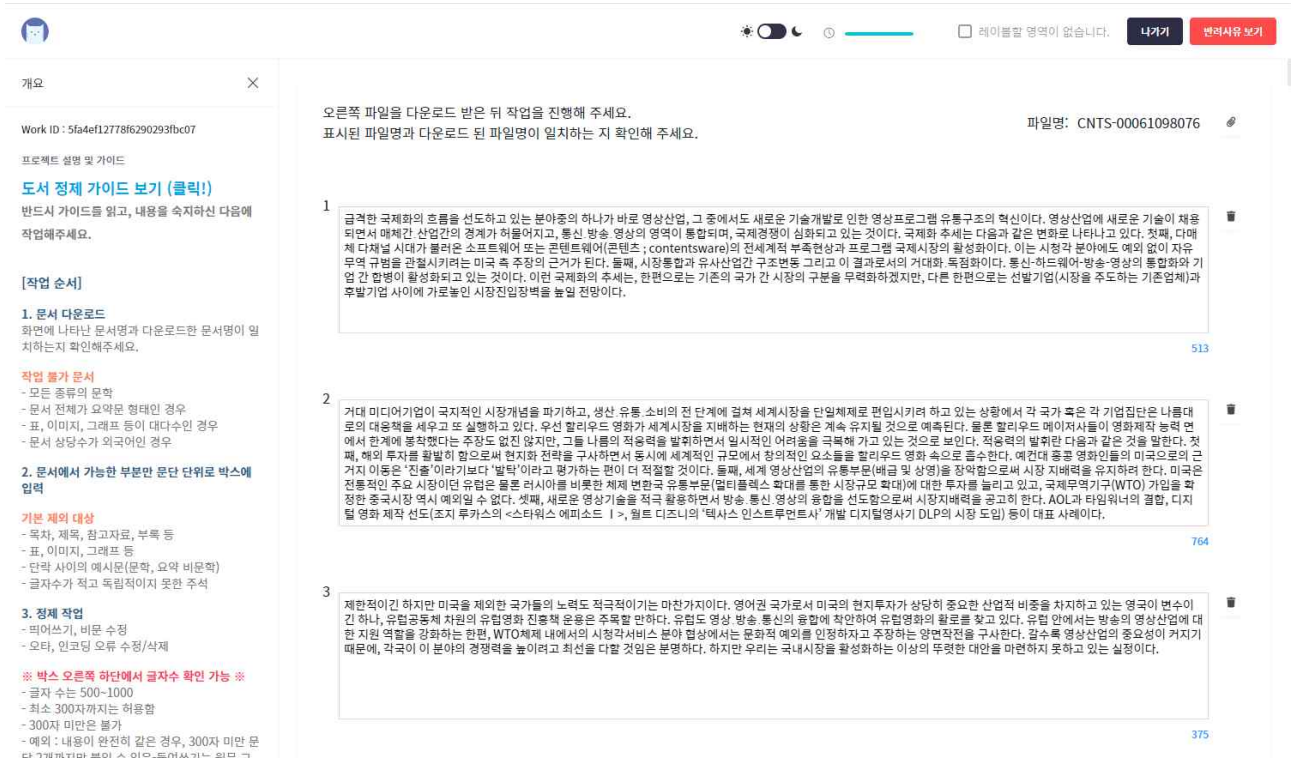 레이블할 영역이 없습니다.
나가기
반려사유 보기
개요
Work ID : 5fa4ef12778f6290293fbc07
프로젝트 설명 및 가이드
도서 정제 가이드 보기 (클릭!)
반드시 가이드를 읽고, 내용을 숙지하신 다음에
작업해주세요.
[작업 순서]
1. 문서 다운로드
화면에 나타난 문서명과 다운로드한 문서명이 일
치하는지 확인해주세요.
작업 불가 문서
- 모든 종류의 문학
- 문서 전체가 요약문 형태인 경우
- 표, 이미지, 그래프 등이 대다수인 경우
- 문서 상당수가 외국어인 경우
2. 문서에서 가능한 부분만 문단 단위로 박스에
입력
기본 제외 대상
- 목차, 제목, 참고자료, 부록 등
- 표, 이미지, 그래프 등
- 단락 사이의 예시문(문학, 요약 비문학)
- 글자수가 적고 독립적이지 못한 주석
3. 정제 작업
- 띄어쓰기, 비문 수정
- 오타, 인코딩 오류 수정/삭제
※ 박스 오른쪽 하단에서 글자수 확인 가능 ※
- 글자 수는 500~1000
- 최소 300자까지는 허용함
- 300자 미만은 불가
- 예외 : 내용이 완전히 같은 경우, 300자 미만 문
오른쪽 파일을 다운로드 받은 뒤 작업을 진행해 주세요.
표시된 파일명과 다운로드 된 파일명이 일치하는 지 확인해 주세요.
파일명: CNTS-00061098076
1
급격한 국제화의 흐름을 선도하고 있는 분야중의 하나가 바로 영상산업, 그 중에서도 새로운 기술개발로 인한 영상프로그램 유통구조의 혁신이다. 영상산업에 새로운 기술이 채용
되면서 매체간.산업간의 경계가 허물어지고, 통신.방송.영상의 영역이 통합되며, 국제경쟁이 심화되고 있는 것이다. 국제화 추세는 다음과 같은 변화로 나타나고 있다. 첫째, 다매
체 다채널 시대가 불러온 소프트웨어 또는 콘텐트웨어(콘텐츠 ; contentsware)의 전세계적 부족현상과 프로그램 국제시장의 활성화이다. 이는 시청각 분야에도 예외 없이 자유
무역 규범을 관철시키려는 미국 측 주장의 근거가 된다. 둘째, 시장통합과 유사산업간 구조변동 그리고 이 결과로서의 거대화.독점화이다. 통신-하드웨어-방송-영상의 통합화와 기
업 간 합병이 활성화되고 있는 것이다. 이런 국제화의 추세는, 한편으로는 기존의 국가 간 시장의 구분을 무력화하겠지만, 다른 한편으로는 선발기업(시장을 주도하는 기존업체)과
후발기업 사이에 가로놓인 시장진입장벽을 높일 전망이다.
513
2
거대 미디어기업이 국지적인 시장개념을 파기하고, 생산.유통.소비의 전 단계에 걸쳐 세계시장을 단일체제로 편입시키려 하고 있는 상황에서 각 국가 혹은 각 기업집단은 나름대
로의 대응책을 세우고 또 실행하고 있다. 우선 할리우드 영화가 세계시장을 지배하는 현재의 상황은 계속 유지될 것으로 예측된다. 물론 할리우드 메이저사들이 영화제작 능력 면
에서 한계에 봉착했다는 주장도 없진 않지만, 그들 나름의 적응력을 발휘하면서 일시적인 어려움을 극복해 가고 있는 것으로 보인다. 적응력의 발휘란 다음과 같은 것을 말한다. 첫
째, 해외 투자를 활발히 함으로써 현지화 전략을 구사하면서 동시에 세계적인 규모에서 창의적인 요소들을 할리우드 영화 속으로 흡수한다. 예컨대 홍콩 영화인들의 미국으로의 근
거지 이동은 ‘진출’이라기보다 ‘발탁’이라고 평가하는 편이 더 적절할 것이다. 둘째, 세계 영상산업의 유통부문(배급 및 상영)을 장악함으로써 시장 지배력을 유지하려 한다. 미국은
전통적인 주요 시장이던 유럽은 물론 러시아를 비롯한 체제 변환국 유통부문(멀티플렉스 확대를 통한 시장규모 확대)에 대한 투자를 늘리고 있고, 국제무역기구(WTO) 가입을 확
정한 중국시장 역시 예외일 수 없다. 셋째, 새로운 영상기술을 적극 활용하면서 방송.통신.영상의 융합을 선도함으로써 시장지배력을 공고히 한다. AOL과 타임워너의 결합, 디지
털 영화 제작 선도(조지 루카스의 <스타워스 에피소드 Ⅰ>, 월트 디즈니의 ‘텍사스 인스트루먼트사’ 개발 디지털영사기 DLP의 시장 도입) 등이 대표 사례이다.
764
3
제한적이긴 하지만 미국을 제외한 국가들의 노력도 적극적이기는 마찬가지이다. 영어권 국가로서 미국의 현지투자가 상당히 중요한 산업적 비중을 차지하고 있는 영국이 변수이
긴 하나, 유럽공동체 차원의 유럽영화 진흥책 운용은 주목할 만하다. 유럽도 영상.방송.통신의 융합에 착안하여 유럽영화의 활로를 찾고 있다. 유럽 안에서는 방송의 영상산업에 대
한 지원 역할을 강화하는 한편, WTO체제 내에서의 시청각서비스 분야 협상에서는 문화적 예외를 인정하자고 주장하는 양면작전을 구사한다. 갈수록 영상산업의 중요성이 커지기
때문에, 각국이 이 분야의 경쟁력을 높이려고 최선을 다할 것임은 분명하다. 하지만 우리는 국내시장을 활성화하는 이상의 뚜렷한 대안을 마련하지 못하고 있는 실정이다.
375